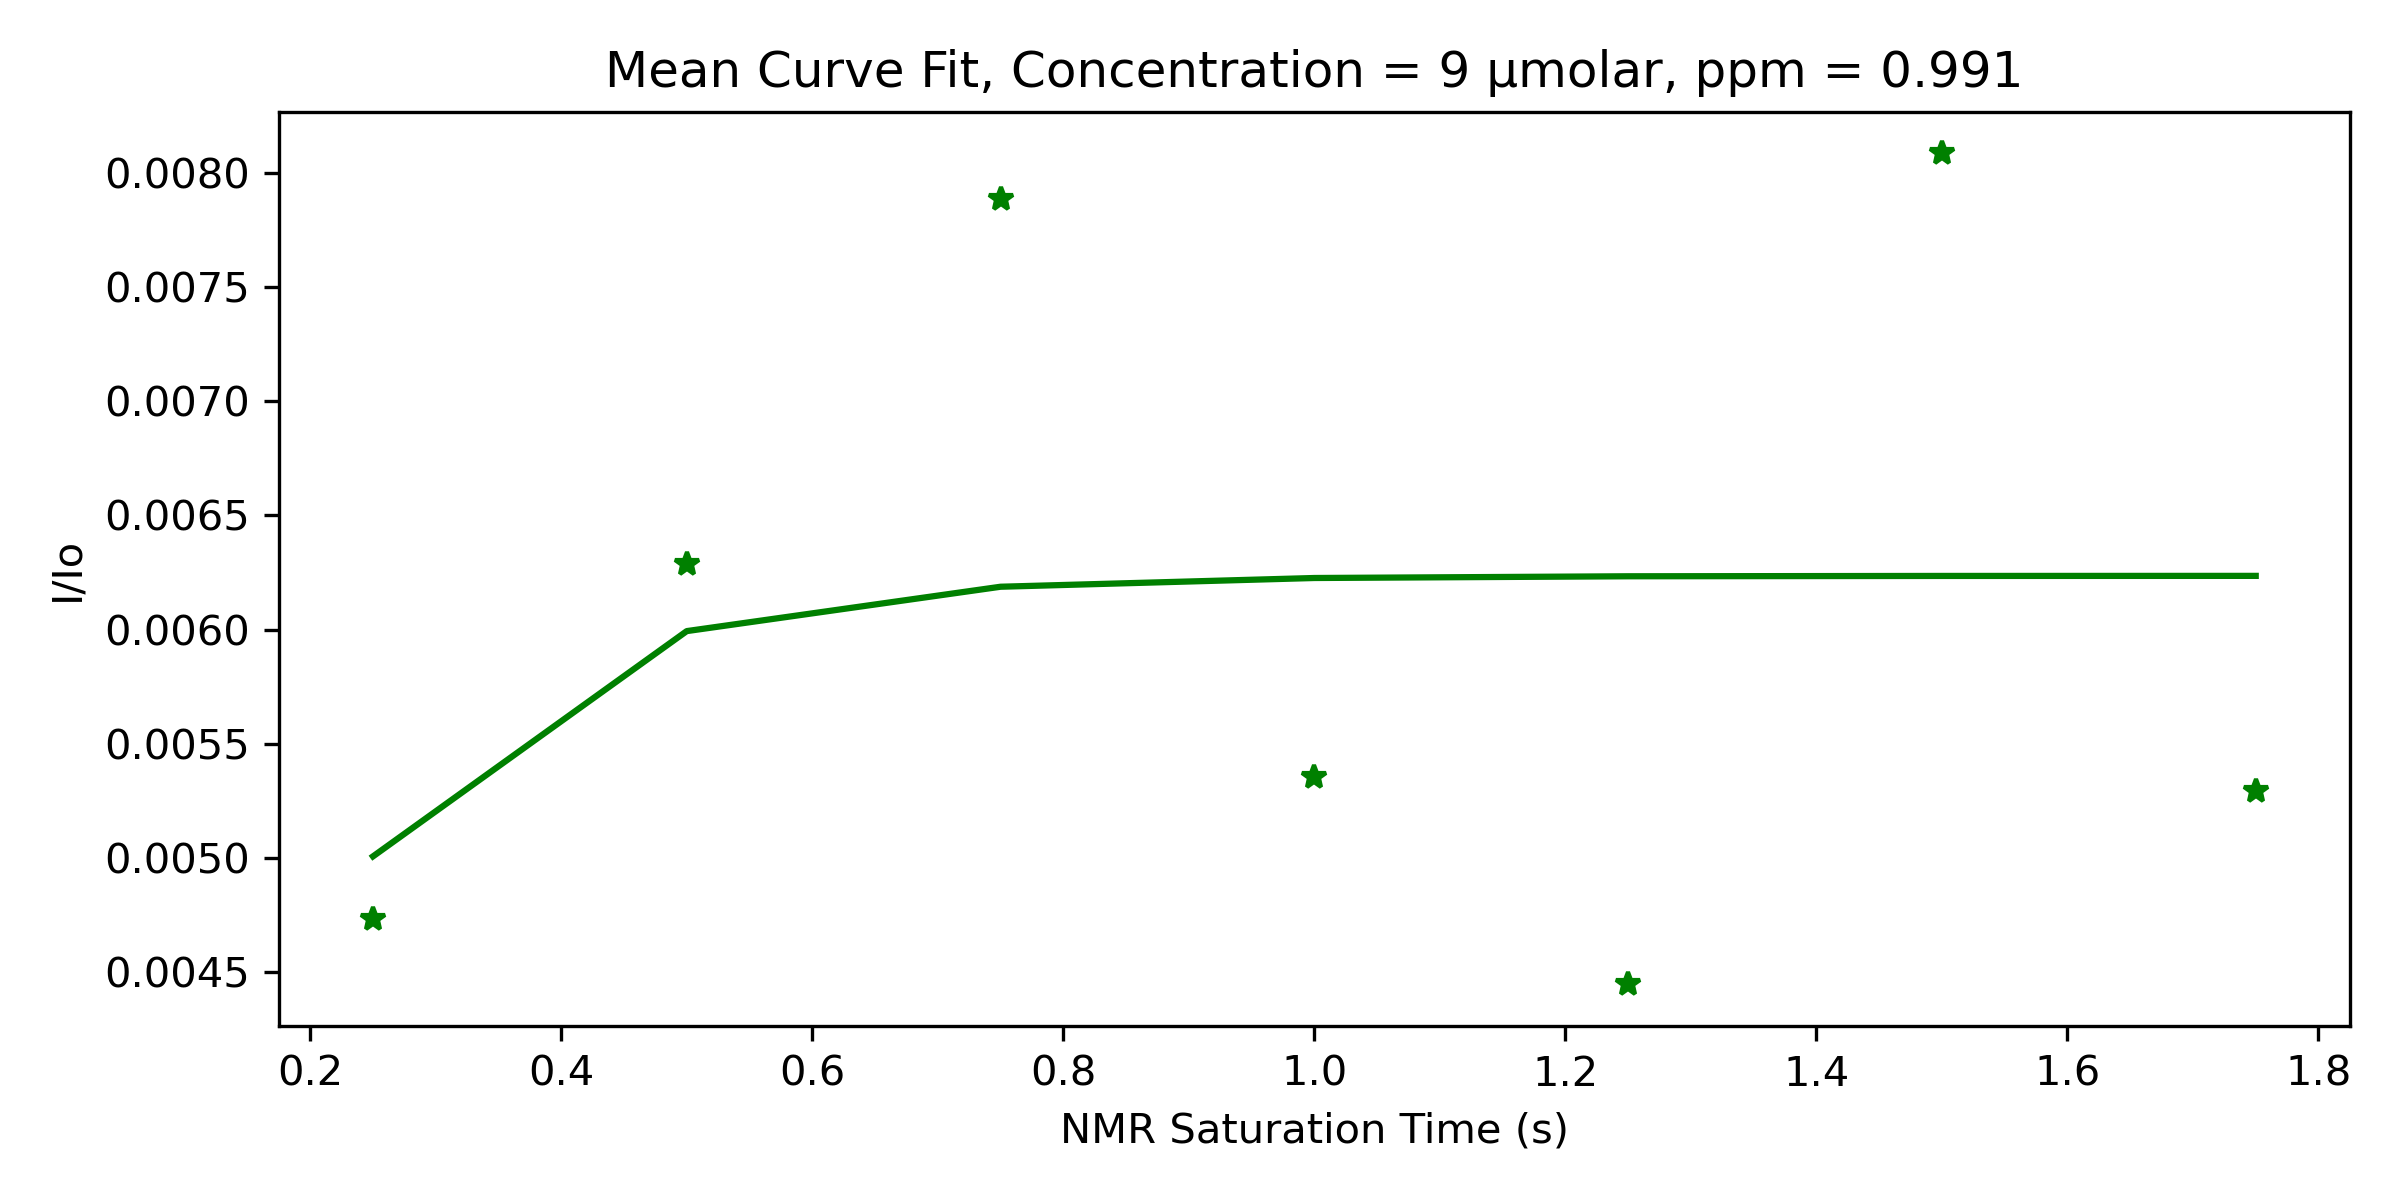 Mean Curve Fit, Concentration = 9 µmolar, ppm = 0.991
0.0080
0.0075
0.0070
0.0065
0.0060
0.0055
0.0050
0.0045
I/Io
0.2 0.4 0.6 0.8 1.0 1.2 1.4 1.6 1.8
NMR Saturation Time (s)